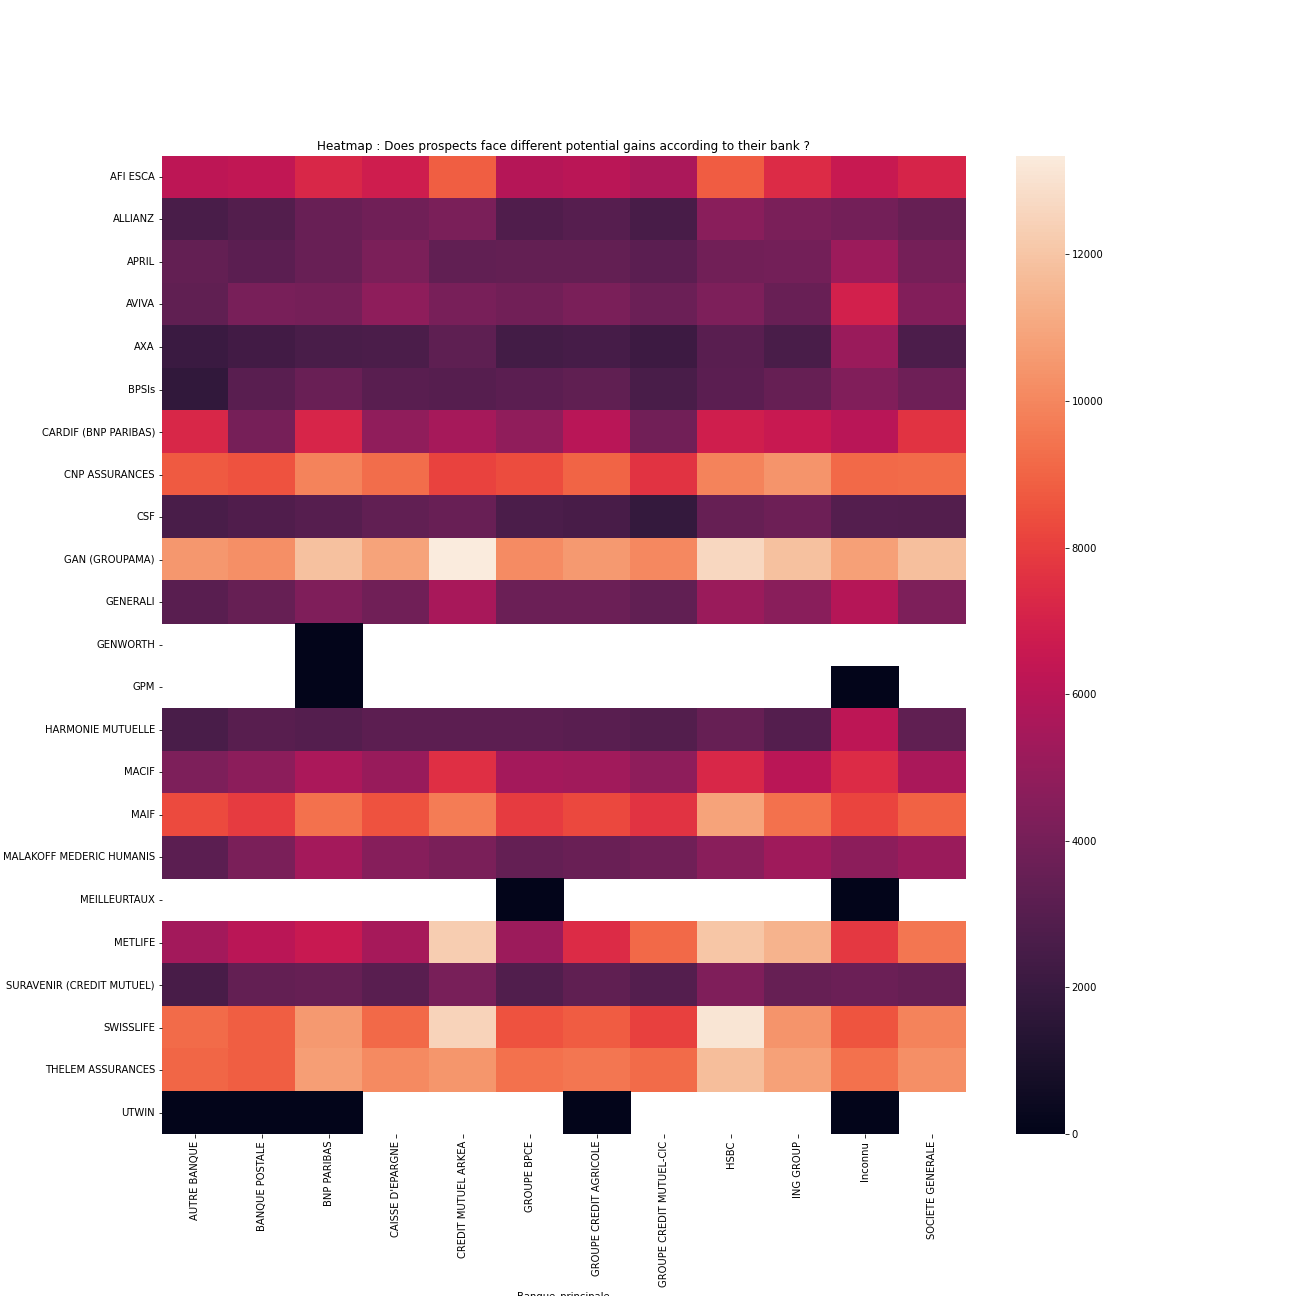 Heatmap : Does prospects face different potential gains according to their bank ?
AFI ESCA
ALLIANZ
APRIL
AVIVA
AXA
BPSIs
CARDIF (BNP PARIBAS)
CNP ASSURANCES
CSF
GAN (GROUPAMA)
GENERALI
GENWORTH
GPM
HARMONIE MUTUELLE
MACIF
MAIF
MALAKOFF MEDERIC HUMANIS
MEILLEURTAUX
METLIFE
SURAVENIR (CREDIT MUTUEL)
SWISSLIFE
THELEM ASSURANCES
UTWIN
AUTRE BANQUE
BANQUE POSTALE
BNP PARIBAS
CAISSE D'EPARGNE
CREDIT MUTUEL ARKEA
GROUPE BPCE
GROUPE CREDIT AGRICOLE
GROUPE CREDIT MUTUEL-CIC
HSBC
ING GROUP
Inconnu
SOCIETE GENERALE
Banque_principale
12000
10000
8000
6000
4000
2000
0